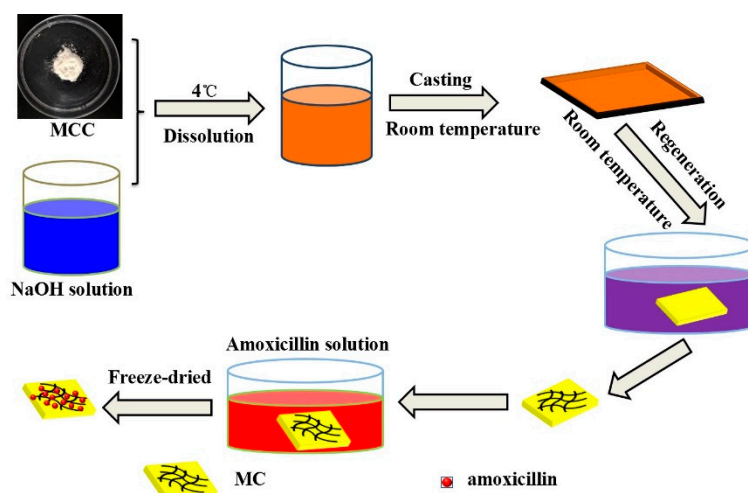 MCC
NaOH solution
4℃
Dissolution
Casting
Room temperature
Regeneration
Room temperature
Amoxicillin solution
Freeze-dried
MC
amoxicillin